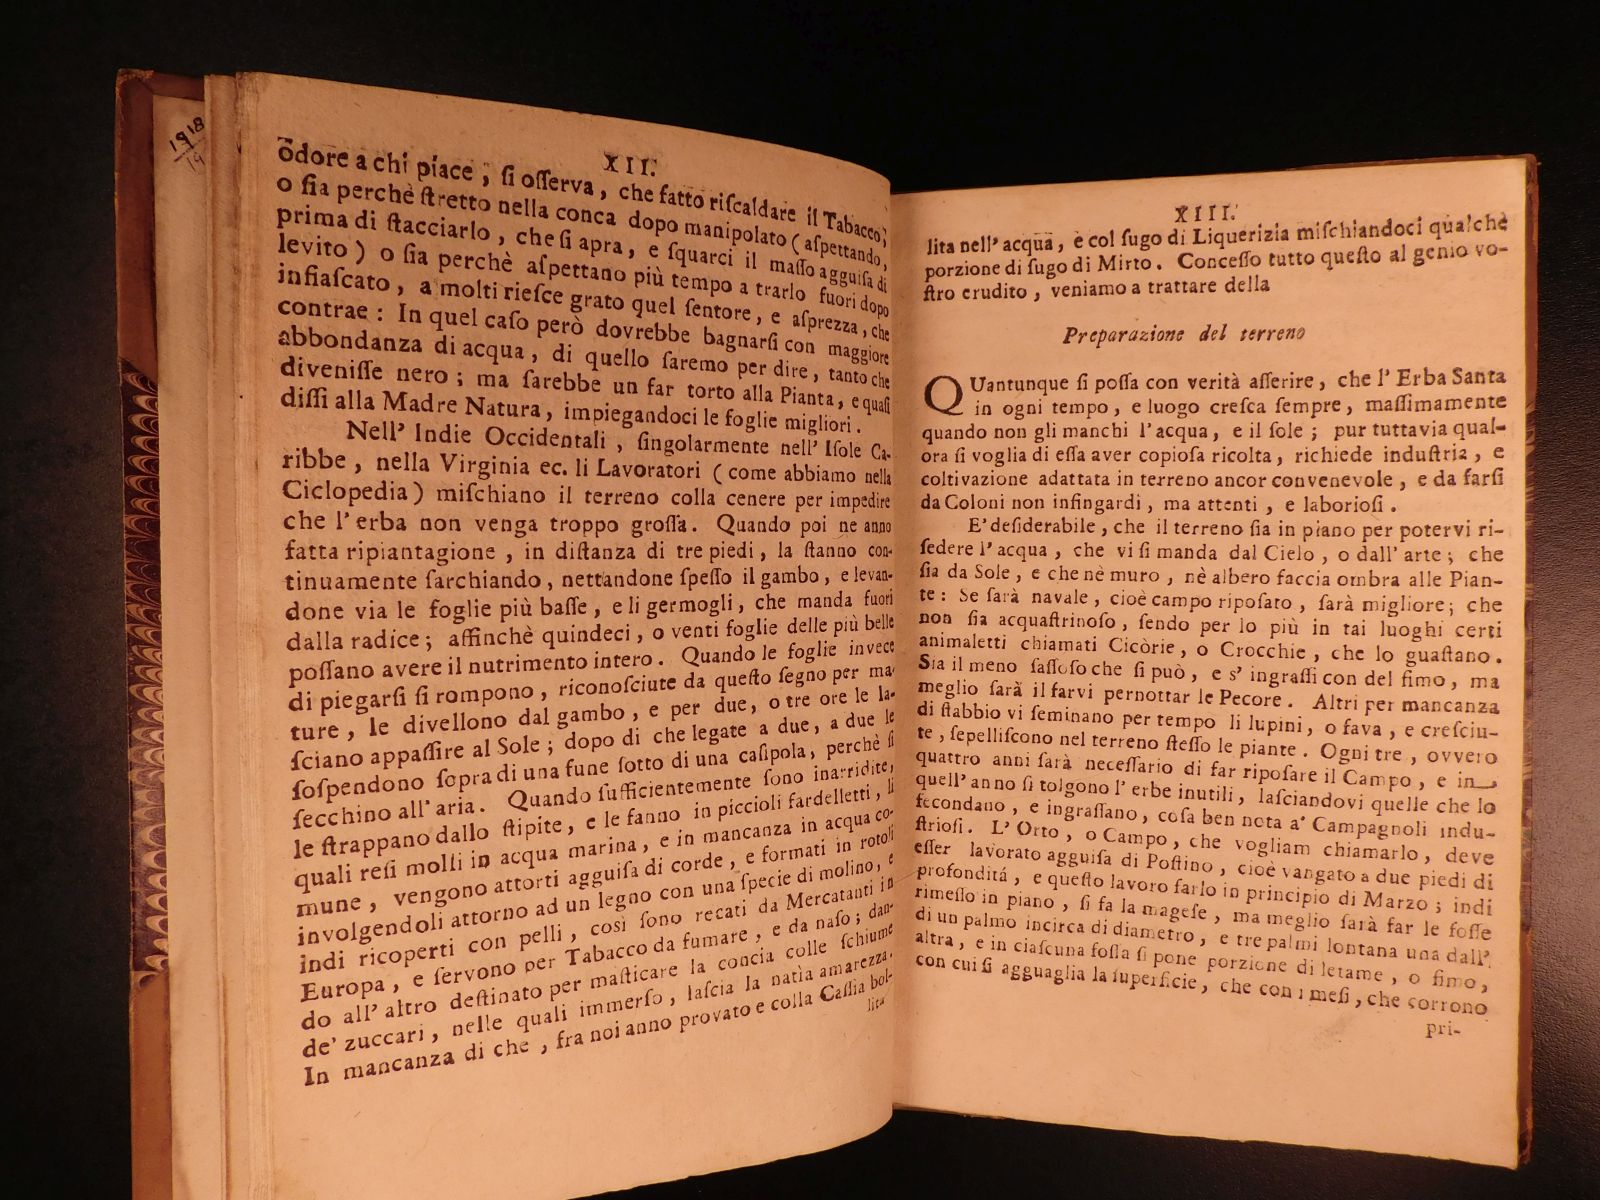 1918
19
XII.
odore a chi piace; ſi oſſerva, che fatto riſcaldare il Tabacco,
o ſia perchè ſtretto nella conca dopo manipolato (aſpettando,
prima di ſtacciarlo, che ſi apra, e ſquarci il maſſo agguiſa di
levito) o ſia perchè aſpettano più tempo a trarlo fuori dopo
infiaſcato, a molti rieſce grato quel ſentore, e aſprezza, che
contrae: In quel caſo però dovrebbe bagnarſi con maggiore
abbondanza di acqua, di quello ſaremo per dire, tanto che
diveniſſe nero; ma ſarebbe un far torto alla Pianta, e quaſi
diſſi alla Madre Natura, impiegandoci le foglie migliori.
Nell' Indie Occidentali, ſingolarmente nell' Iſole Ca-
ribbe, nella Virginia ec. li Lavoratori (come abbiamo nella
Ciclopedia) miſchiano il terreno colla cenere per impedire
che l' erba non venga troppo groſſa. Quando poi ne anno
fatta ripiantagione, in diſtanza di tre piedi, la ſtanno con-
tinuamente ſarchiando, nettandone ſpeſſo il gambo, e levan-
done via le foglie più baſſe, e li germogli, che manda fuori
dalla radice; affinchè quindeci, o venti foglie delle più belle
poſſano avere il nutrimento intero. Quando le foglie invece
di piegarſi ſi rompono, riconoſciute da queſto ſegno per ma-
ture, le divellono dal gambo, e per due, o tre ore le la-
ſciano appaſſire al Sole; dopo di che legate a due, a due le
ſoſpendono ſopra di una fune ſotto di una caſipola, perchè ſi
ſecchino all' aria. Quando ſufficientemente ſono inaridite,
le ſtrappano dallo ſtipite, e le fanno in piccioli fardelletti, li
quali reſi molli in acqua marina, e in mancanza in acqua co-
mune, vengono attorti agguiſa di corde, e formati in rotoli
involgendoli attorno ad un legno con una ſpecie di molino, e
indi ricoperti con pelli, così ſono recati da Mercatanti in
Europa, e ſervono per Tabacco da fumare, e da naſo; dan-
do all' altro deſtinato per maſticare la concia colle ſchiume
de' zuccari, nelle quali immerſo, laſcia la natìa amarezza.
In mancanza di che, fra noi anno provato e colla Caſſia bol-
lita
XIII.
lita nell' acqua, e col ſugo di Liquerizia miſchiandoci qualchè
porzione di ſugo di Mirto. Conceſſo tutto queſto al genio vo-
ſtro erudito, veniamo a trattare della
Preparazione del terreno
QUantunque ſi poſſa con verità aſſerire, che l' Erba Santa
in ogni tempo, e luogo creſca ſempre, maſſimamente
quando non gli manchi l' acqua, e il ſole; pur tuttavia qual-
ora ſi voglia di eſſa aver copioſa ricolta, richiede induſtria, e
coltivazione adattata in terreno ancor convenevole, e da farſi
da Coloni non infingardi, ma attenti, e laborioſi.
E' deſiderabile, che il terreno ſia in piano per potervi ri-
ſedere l' acqua, che vi ſi manda dal Cielo, o dall' arte; che
ſia da Sole, e che nè muro, nè albero faccia ombra alle Pian-
te: Se ſarà navale, cioè campo ripoſato, ſarà migliore; che
non ſia acquaſtrinoſo, ſendo per lo più in tai luoghi certi
animaletti chiamati Cicòrie, o Crocchie, che lo guaſtano.
Sia il meno ſaſſoſo che ſi può, e s' ingraſſi con del fimo, ma
meglio ſarà il farvi pernottar le Pecore. Altri per mancanza
di ſtabbio vi ſeminano per tempo li lupini, o fava, e creſciu-
te, ſepelliſcono nel terreno ſteſſo le piante. Ogni tre, ovvero
quattro anni ſarà neceſſario di far ripoſare il Campo, e in
quell' anno ſi tolgono l' erbe inutili, laſciandovi quelle che lo
fecondano, e ingraſſano, coſa ben nota a' Campagnoli indu-
ſtrioſi. L' Orto, o Campo, che vogliam chiamarlo, deve
eſſer lavorato agguiſa di Poſtino, cioè vangato a due piedi di
profondità, e queſto lavoro farlo in principio di Marzo; indi
rimeſſo in piano, ſi fa la mageſe, ma meglio ſarà far le foſſe
di un palmo incirca di diametro, e tre palmi lontana una dall'
altra, e in ciaſcuna foſſa ſi pone porzione di letame, o fimo,
con cui ſi agguaglia la ſuperficie, che con i meſi, che corrono
pri-